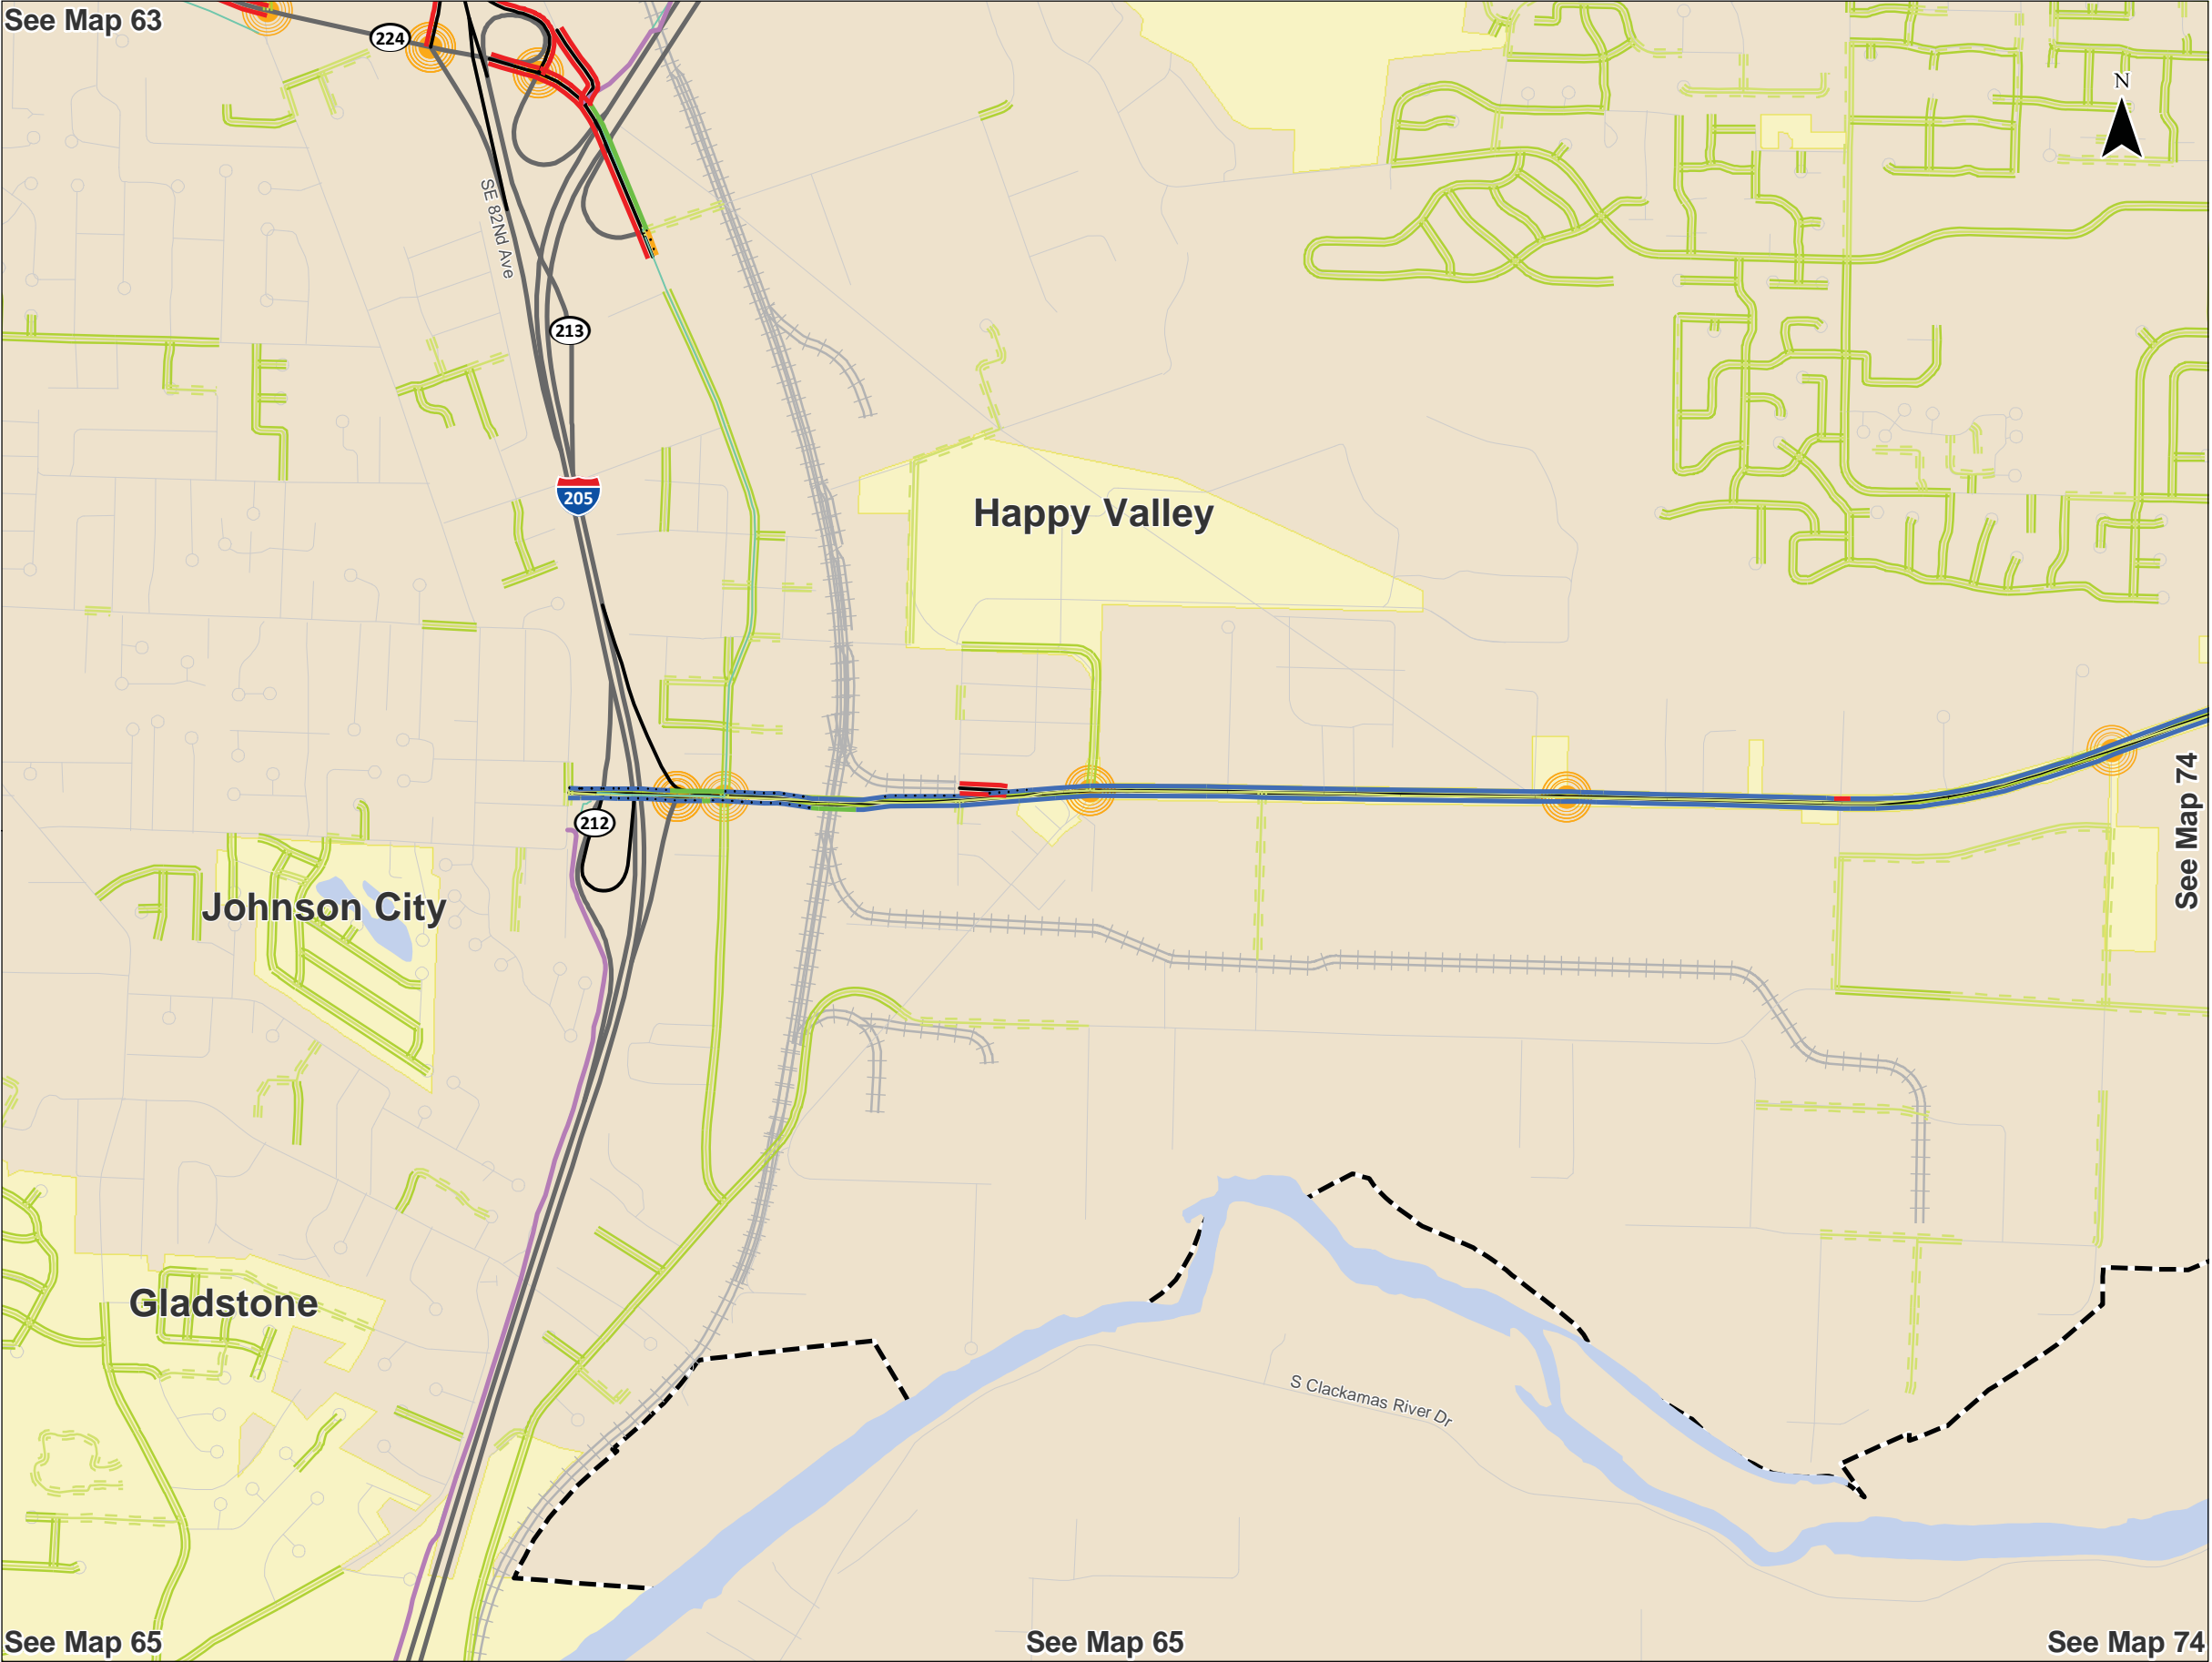 See Map 63
224
N
SE 82Nd Ave
213
205
Happy Valley
See Map 74
212
Johnson City
Gladstone
S Clackamas River Dr
See Map 65
See Map 65
See Map 74